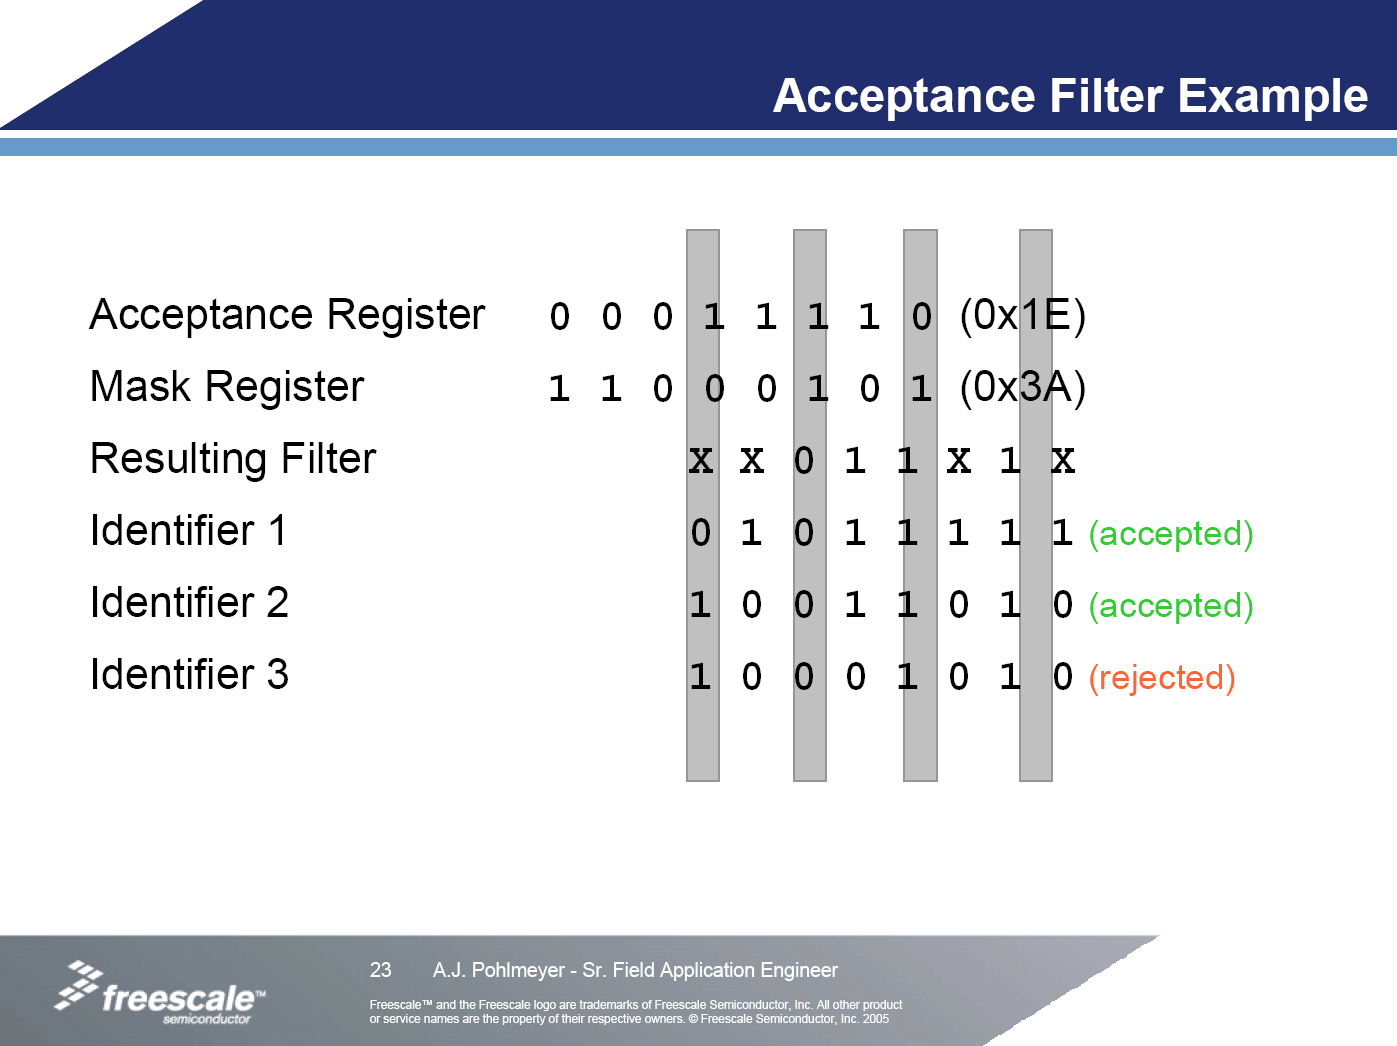 Acceptance Filter Example
Acceptance Register 0 0 0 1 1 1 1 0 (0x1E)
Mask Register 1 1 0 0 0 1 0 1 (0x3A)
Resulting Filter X X 0 1 1 X 1 X
Identifier 1 0 1 0 1 1 1 1 1 (accepted)
Identifier 2 1 0 0 1 1 0 1 0 (accepted)
Identifier 3 1 0 0 0 1 0 1 0 (rejected)
23 A.J. Pohlmeyer - Sr. Field Application Engineer
freescale™
semiconductor
Freescale™ and the Freescale logo are trademarks of Freescale Semiconductor, Inc. All other product
or service names are the property of their respective owners. © Freescale Semiconductor, Inc. 2005